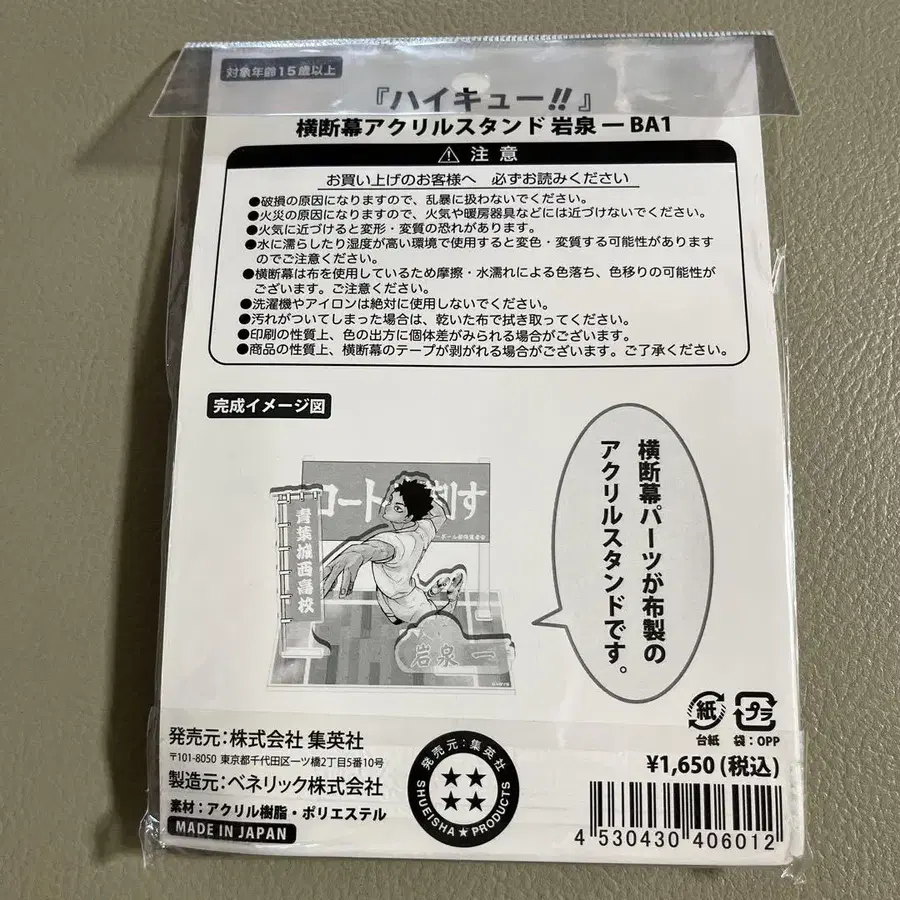 対象年齢15歳以上
『ハイキュー!!』
横断幕アクリルスタンド 岩泉 一 BA1
注 意
お買い上げのお客様へ 必ずお読みください
●破損の原因になりますので、乱暴に扱わないでください。
●火災の原因になりますので、火気や暖房器具などには近づけないでください。
●火気に近づけると変形・変質の恐れがあります。
●水に濡らしたり湿度が高い環境で使用すると変色・変質する可能性があります
のでご注意ください。
●横断幕は布を使用しているため摩擦・水濡れによる色落ち、色移りの可能性が
ございます。ご注意ください。
●洗濯機やアイロンは絶対に使用しないでください。
●汚れがついてしまった場合は、乾いた布で拭き取ってください。
●印刷の性質上、色の出方に個体差がみられる場合がございます。
●商品の性質上、横断幕のテープが剥がれる場合がございます。ご了承ください。
完成イメージ図
横断幕パーツが布製の
アクリルスタンドです。
コート
削す
青葉城西高校
岩泉 一
紙
台紙
プラ
袋：OPP
発売元：株式会社 集英社
〒101-8050 東京都千代田区一ツ橋2丁目5番10号
製造元：ベネリック株式会社
素材：アクリル樹脂・ポリエステル
MADE IN JAPAN
発売元：集英社
SHUEISHA★PRODUCTS
¥1,650 (税込)
4 530430 406012